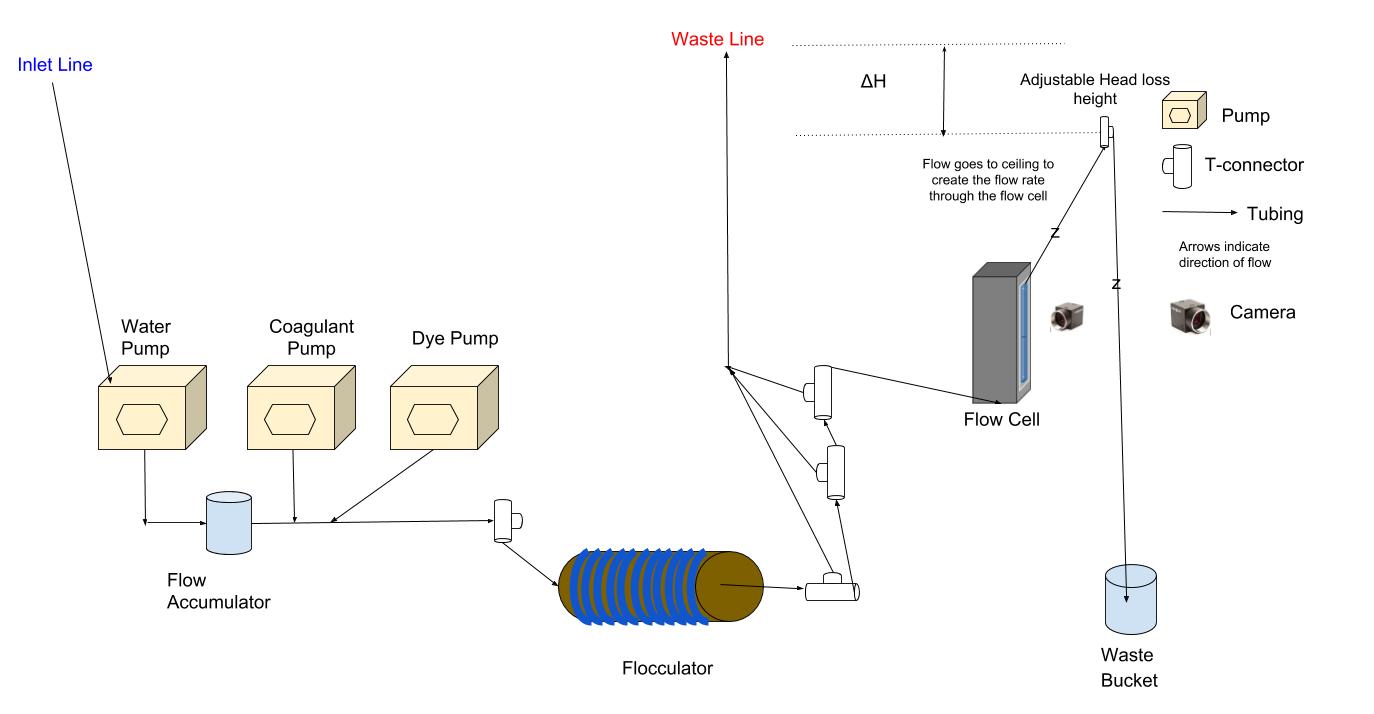 Waste Line
Inlet Line
ΔH
Adjustable Head loss
height
Pump
Flow goes to ceiling to
create the flow rate
through the flow cell
T-connector
Tubing
z
Arrows indicate
direction of flow
z
Camera
Water
Pump
Coagulant
Pump
Dye Pump
Flow Cell
Flow
Accumulator
Flocculator
Waste
Bucket